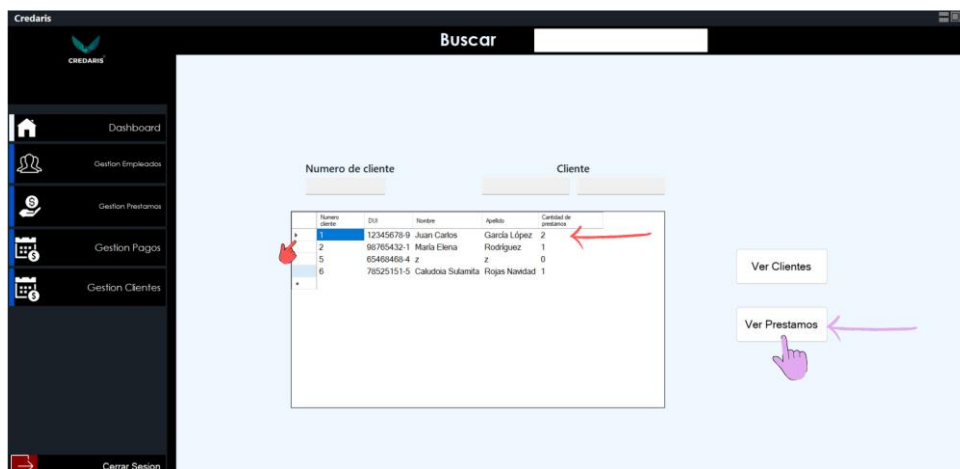 Credaris
Buscar
CREDARIS
Dashboard
Gestion Empleados
Gestion Prestamos
Gestion Pagos
Gestion Clientes
Cerrar Sesion
Numero de cliente Cliente
Numero cliente DUI Nombre Apellido Cantidad de prestamos
1 12345678-9 Juan Carlos García López 2
2 98765432-1 María Elena Rodríguez 1
5 65468468-4 z z 0
6 78525151-5 Caludoia Sulamita Rojas Navidad 1
Ver Clientes
Ver Prestamos